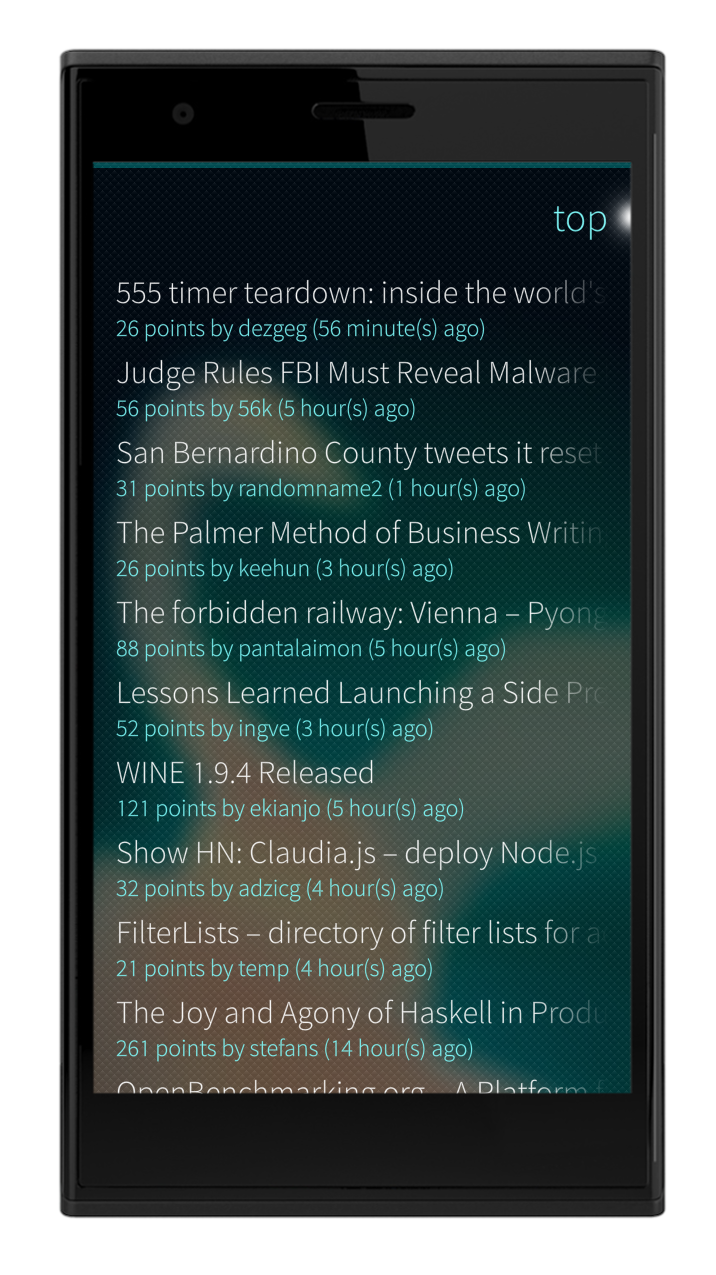 top
555 timer teardown: inside the world's
26 points by dezgeg (56 minute(s) ago)
Judge Rules FBI Must Reveal Malware
56 points by 56k (5 hour(s) ago)
San Bernardino County tweets it reset
31 points by randomname2 (1 hour(s) ago)
The Palmer Method of Business Writin
26 points by keehun (3 hour(s) ago)
The forbidden railway: Vienna – Pyong
88 points by pantalaimon (5 hour(s) ago)
Lessons Learned Launching a Side Pro
52 points by ingve (3 hour(s) ago)
WINE 1.9.4 Released
121 points by ekianjo (5 hour(s) ago)
Show HN: Claudia.js – deploy Node.js
32 points by adzicg (4 hour(s) ago)
FilterLists – directory of filter lists for a
21 points by temp (4 hour(s) ago)
The Joy and Agony of Haskell in Produ
261 points by stefans (14 hour(s) ago)
OpenBenchmarking.org – A Platform f